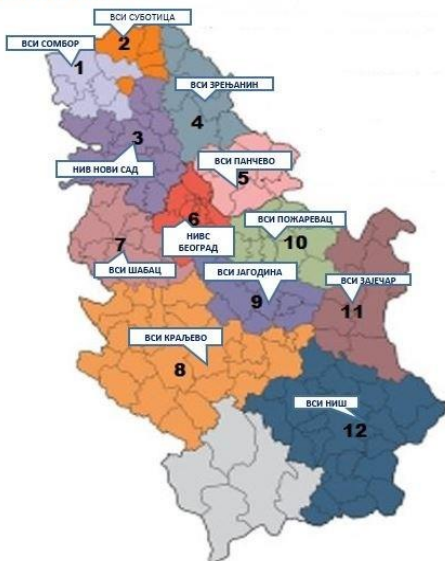 ВСИ СУБОТИЦА
2
ВСИ СОМБОР
1
ВСИ ЗРЕЊАНИН
4
3
НИВ НОВИ САД
ВСИ ПАНЧЕВО
5
6
НИВС
БЕОГРАД
ВСИ ПОЖАРЕВАЦ
10
7
ВСИ ШАБАЦ
ВСИ ЈАГОДИНА
9
ВСИ ЗАЈЕЧАР
11
ВСИ КРАЉЕВО
8
ВСИ НИШ
12